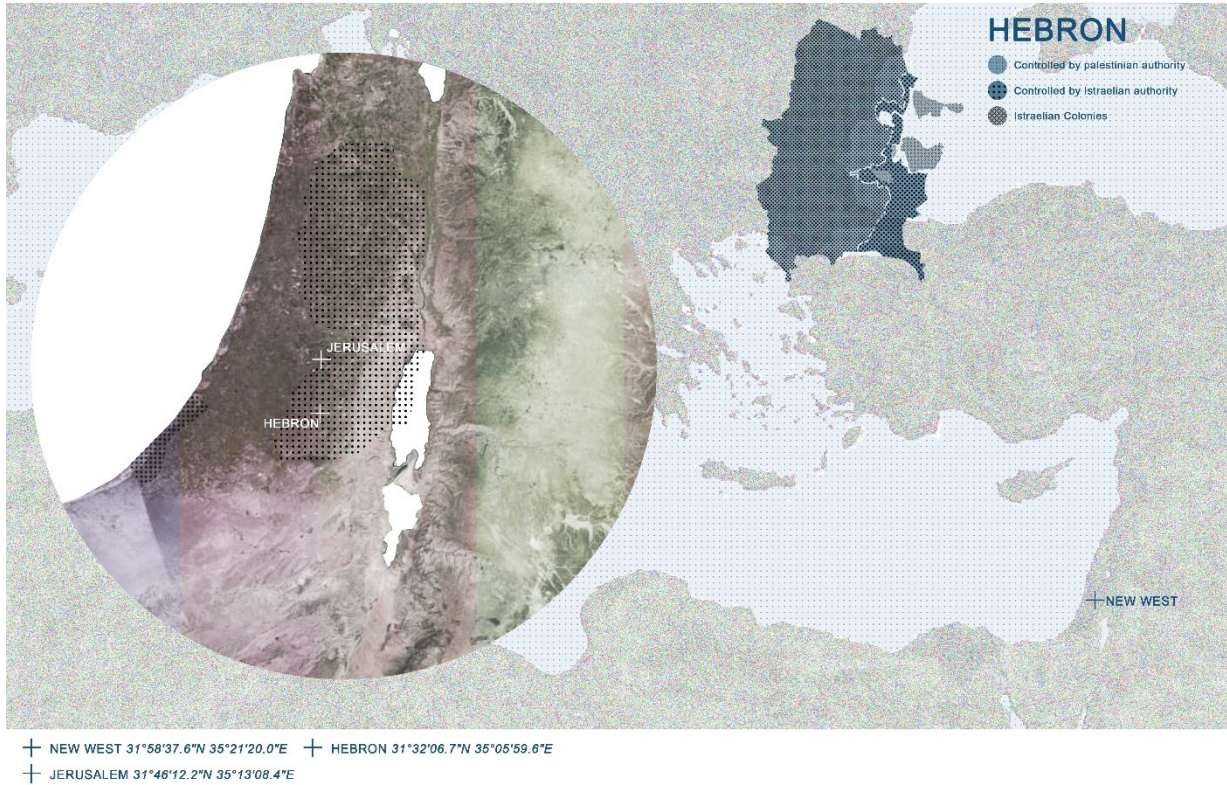 HEBRON
Controlled by palestinian authority
Controlled by Istraelian authority
Istraelian Colonies
JERUSALEM
HEBRON
NEW WEST
NEW WEST 31°58'37.6"N 35°21'20.0"E HEBRON 31°32'06.7"N 35°05'59.6"E
JERUSALEM 31°46'12.2"N 35°13'08.4"E